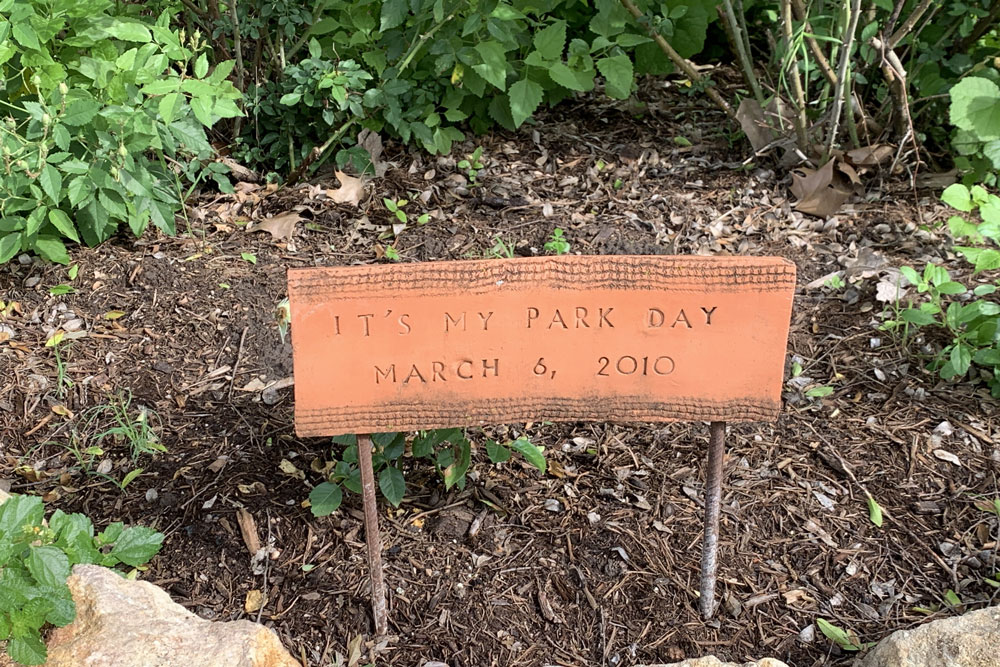 IT'S MY PARK DAY
MARCH 6, 2010